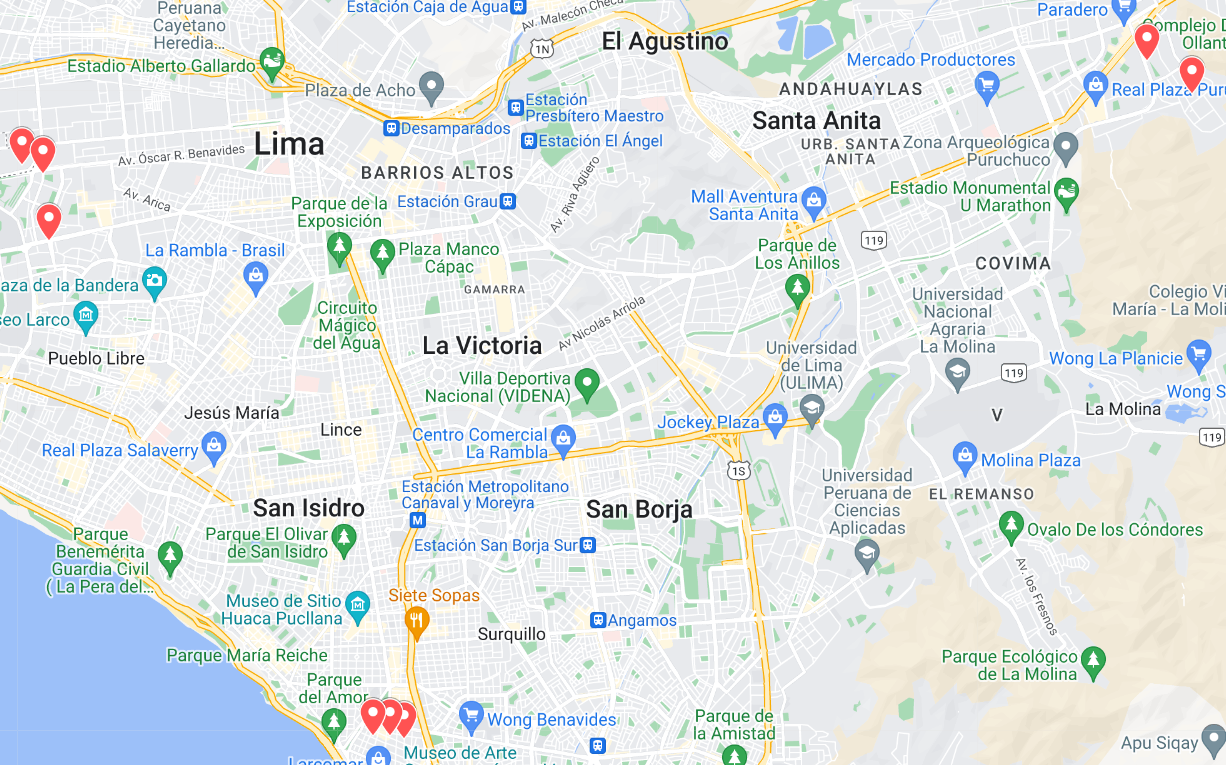 Peruana
Cayetano
Heredia...
Estación Caja de Agua
Av. Malecón Checa
1N
El Agustino
Paradero
Complejo D
Ollant
Estadio Alberto Gallardo
Plaza de Acho
Mercado Productores
ANDAHUAYLAS
Real Plaza Puru
Estación
Presbítero Maestro
Desamparados
Estación El Ángel
Santa Anita
URB. SANTA
ANITA
Zona Arqueológica
Puruchuco
Lima
Av. Óscar R. Benavides
BARRIOS ALTOS
Av. Riva Agüero
Av. Arica
Parque de la
Exposición
Estación Grau
Mall Aventura
Santa Anita
Estadio Monumental
U Marathon
119
La Rambla - Brasil
Plaza Manco
Cápac
Parque de
Los Anillos
COVIMA
aza de la Bandera
GAMARRA
Universidad
Nacional
Agraria
La Molina
Colegio Vi
María - La Moli
seo Larco
Circuito
Mágico
del Agua
Av Nicolás Arriola
Pueblo Libre
La Victoria
Universidad
de Lima
(ULIMA)
Wong La Planicie
119
Villa Deportiva
Nacional (VIDENA)
Wong S
Jesús María
Lince
Jockey Plaza
V
La Molina
Real Plaza Salaverry
Centro Comercial
La Rambla
119
1S
Molina Plaza
Estación Metropolitano
Canaval y Moreyra
M
San Isidro
San Borja
Universidad
Peruana de
Ciencias
Aplicadas
EL REMANSO
Parque
Benemérita
Guardia Civil
( La Pera del...
Parque El Olivar
de San Isidro
Estación San Borja Sur
Ovalo De los Cóndores
Av. los Fresnos
Museo de Sitio
Huaca Pucllana
Siete Sopas
Surquillo
Angamos
Parque María Reiche
Parque Ecológico
de La Molina
Parque
del Amor
Wong Benavides
Parque de
la Amistad
Apu Siqay
Larcomar
Museo de Arte